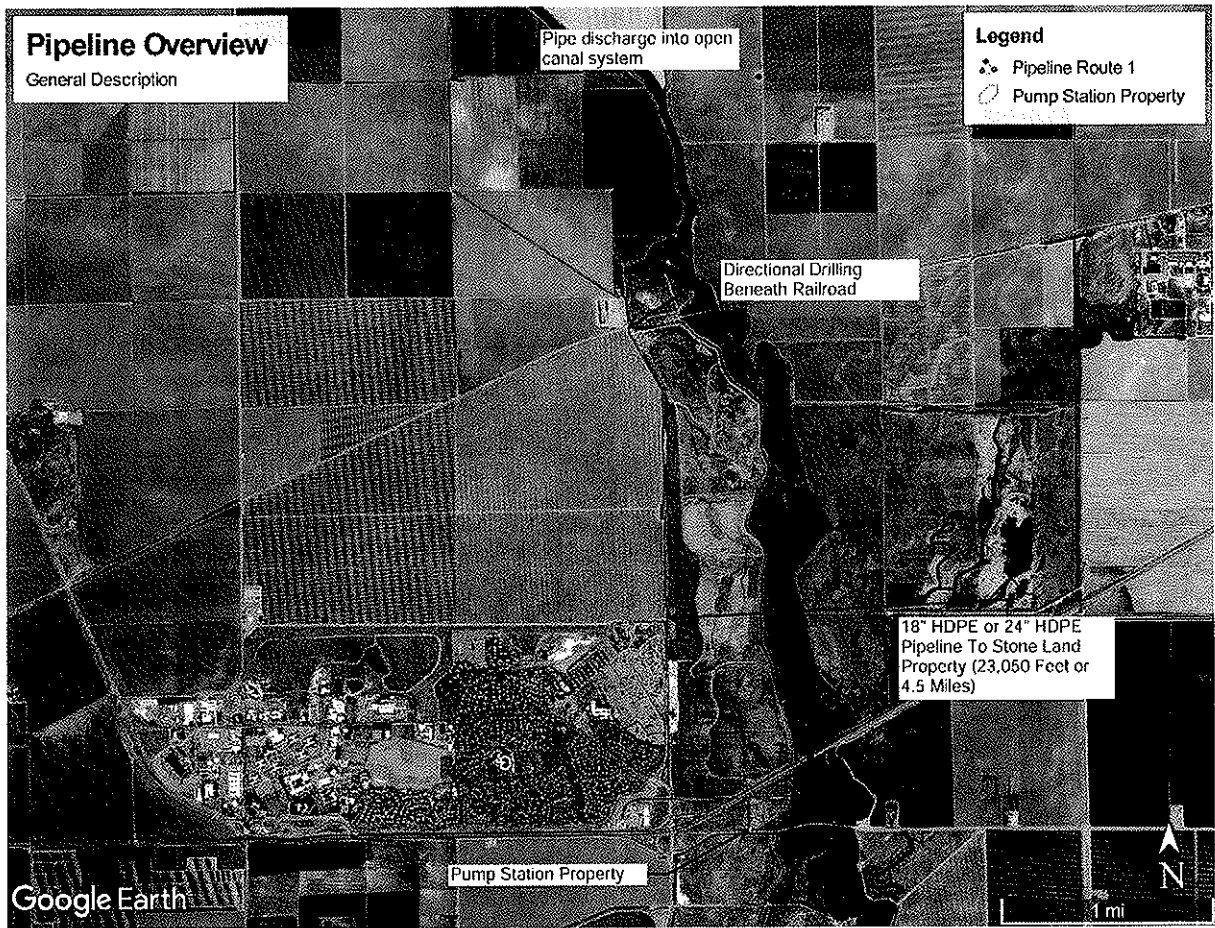 Pipeline Overview
General Description
Pipe discharge into open
canal system
Legend
Pipeline Route 1
Pump Station Property
Directional Drilling
Beneath Railroad
18" HDPE or 24" HDPE
Pipeline To Stone Land
Property (23,050 Feet or
4.5 Miles)
Pump Station Property
Google Earth
N
1 mi